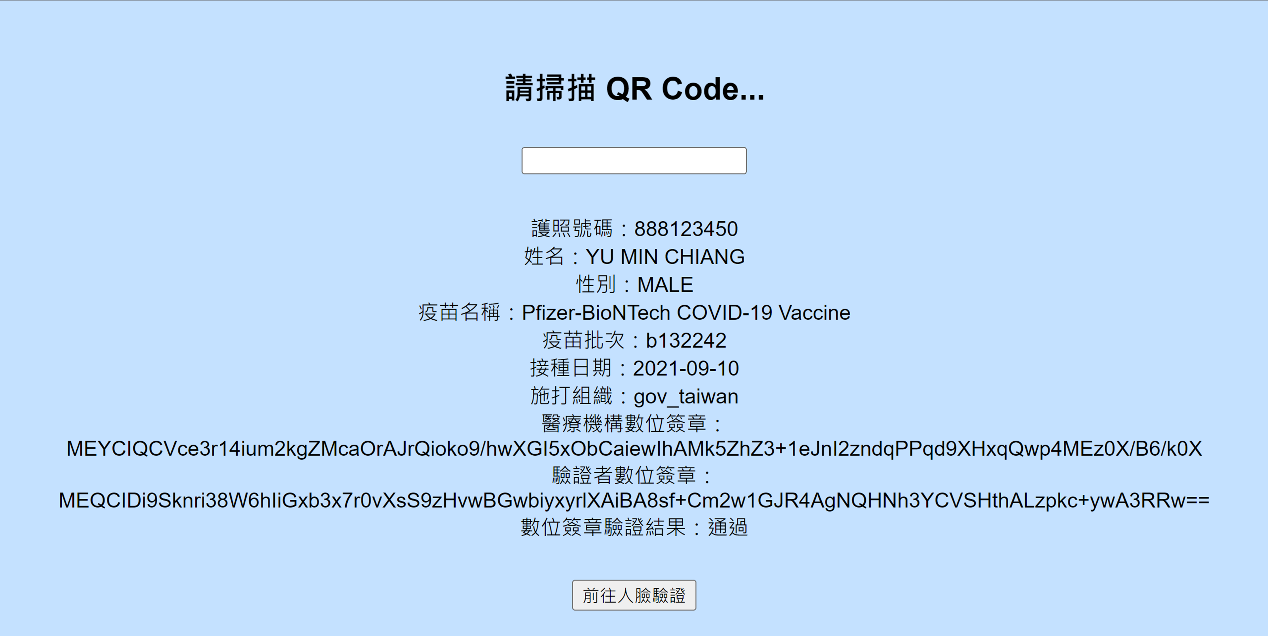 請掃描 QR Code...
護照號碼：888123450
姓名：YU MIN CHIANG
性別：MALE
疫苗名稱：Pfizer-BioNTech COVID-19 Vaccine
疫苗批次：b132242
接種日期：2021-09-10
施打組織：gov_taiwan
醫療機構數位簽章：
MEYCIQCVce3r14ium2kgZMcaOrAJrQioko9/hwXGI5xObCaiewIhAMk5ZhZ3+1eJnI2zndqPPqd9XHxqQwp4MEz0X/B6/k0X
驗證者數位簽章：
MEQCIDi9Sknri38W6hIiGxb3x7r0vXsS9zHvwBGwbiyxyrlXAiBA8sf+Cm2w1GJR4AgNQHNh3YCVSHthALzpkc+ywA3RRw==
數位簽章驗證結果：通過
前往人臉驗證